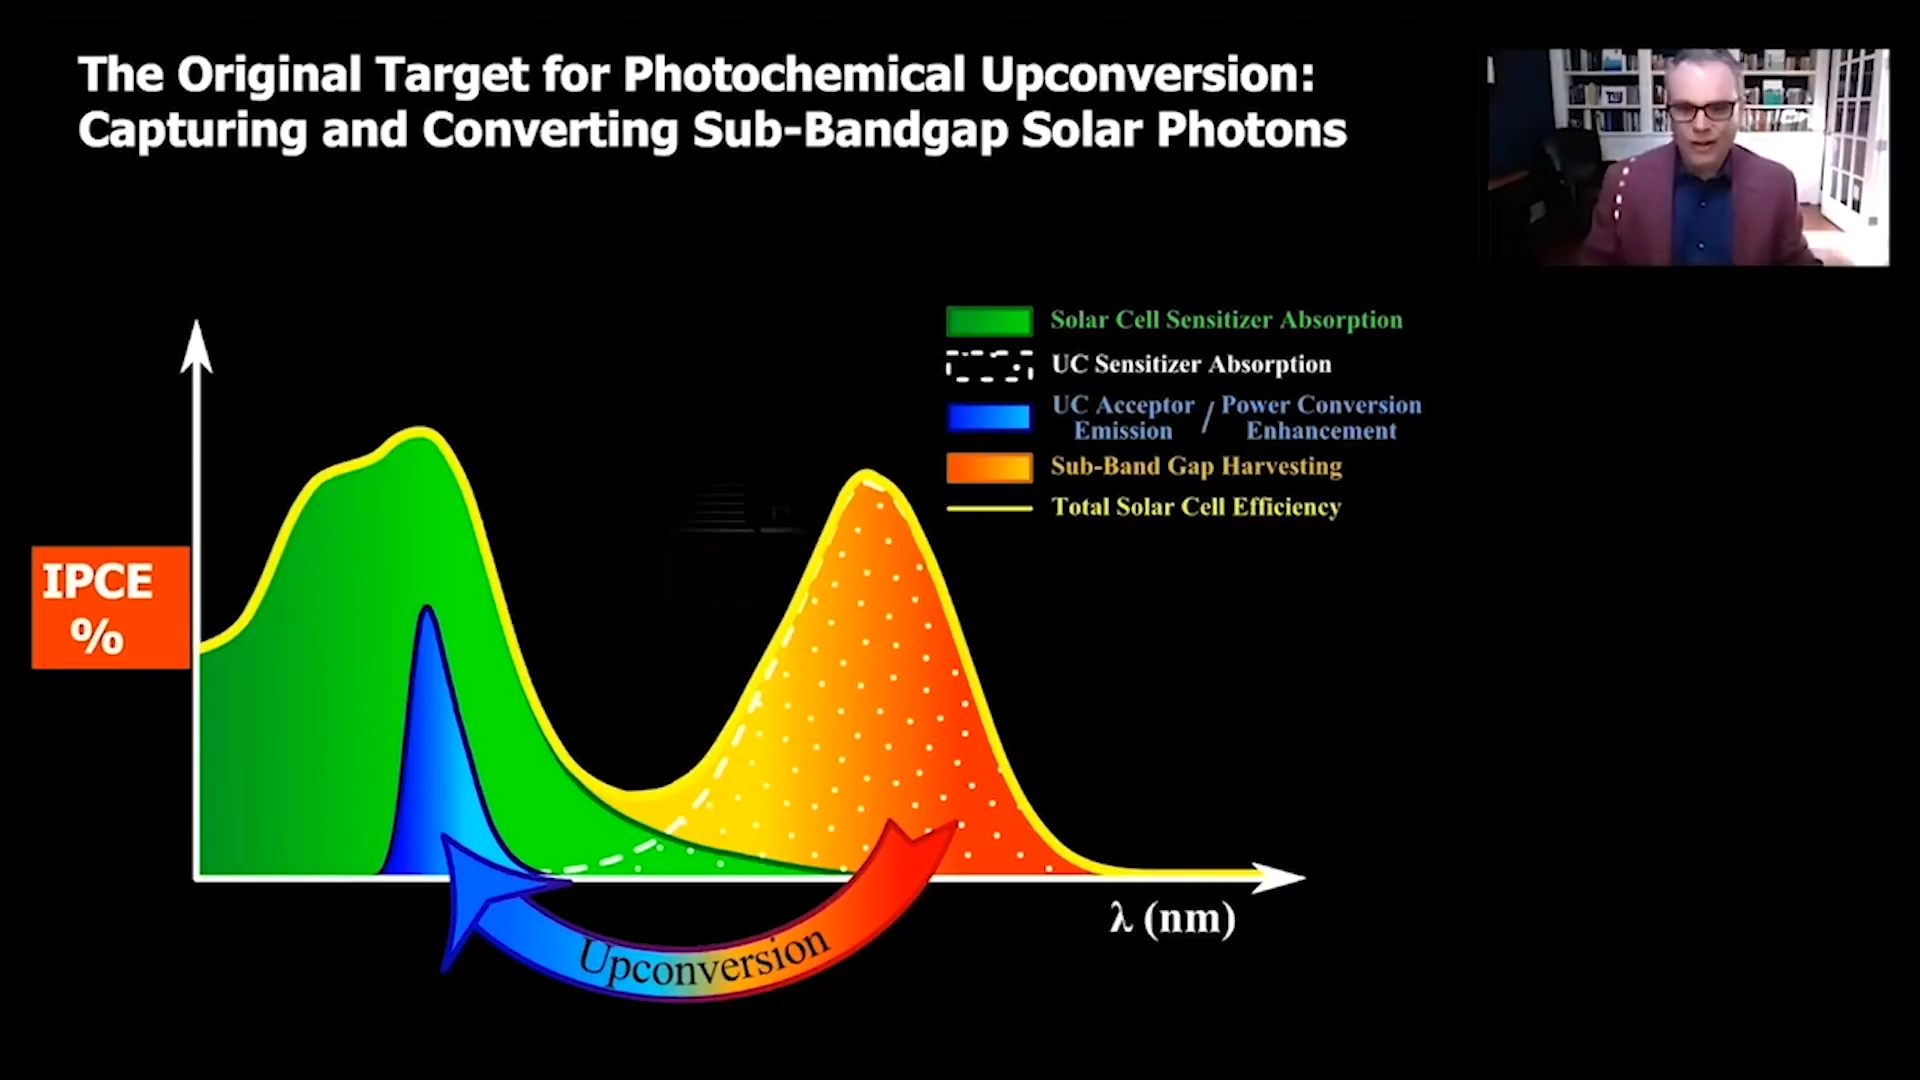 The Original Target for Photochemical Upconversion:
Capturing and Converting Sub-Bandgap Solar Photons
Solar Cell Sensitizer Absorption
UC Sensitizer Absorption
UC Acceptor / Power Conversion
Emission Enhancement
Sub-Band Gap Harvesting
Total Solar Cell Efficiency
IPCE
%
λ (nm)
Upconversion